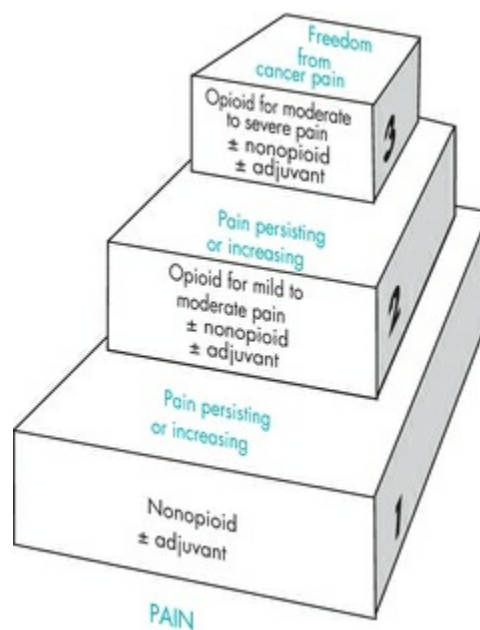 Freedom
from
cancer pain
Opioid for moderate
to severe pain
± nonopioid
± adjuvant
3
Pain persisting
or increasing
Opioid for mild to
moderate pain
± nonopioid
± adjuvant
2
Pain persisting
or increasing
Nonopioid
± adjuvant
1
PAIN